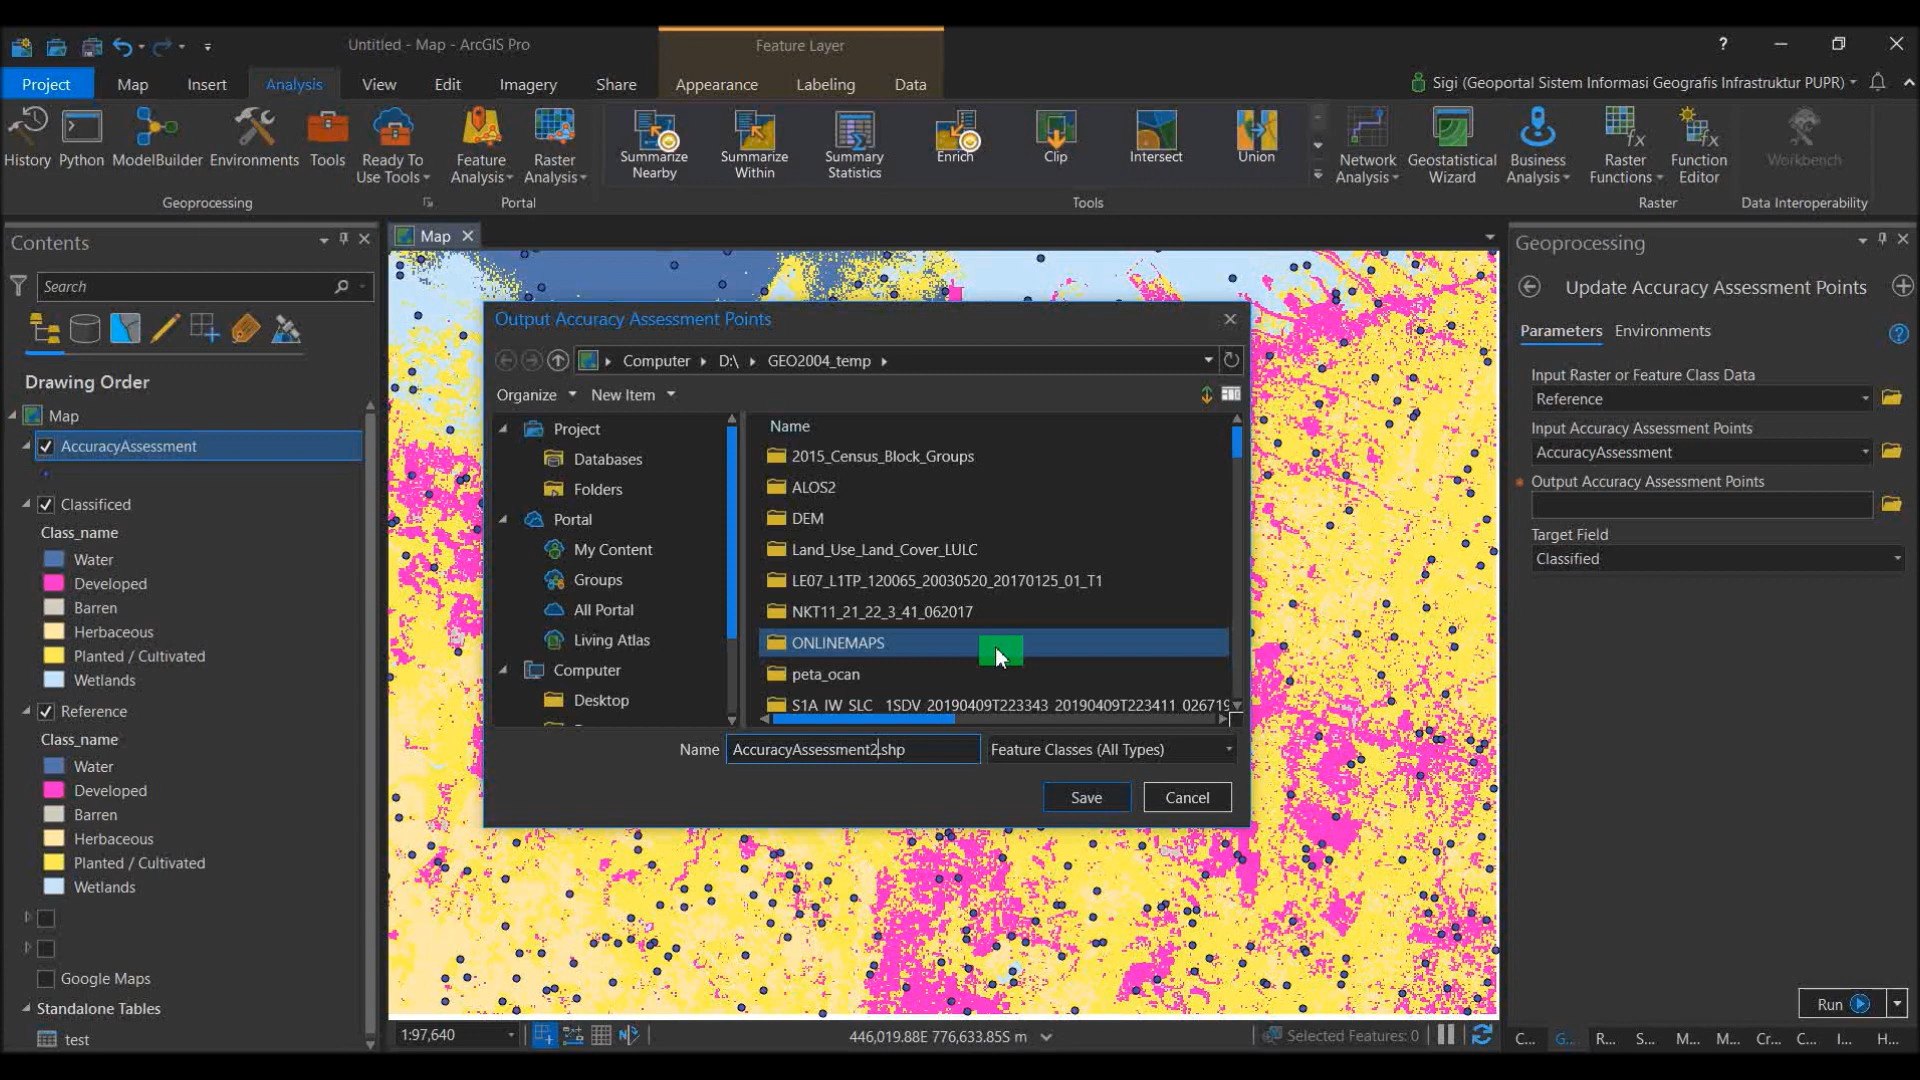 Untitled - Map - ArcGIS Pro
Feature Layer
?
Project
Map
Insert
Analysis
View
Edit
Imagery
Share
Appearance
Labeling
Data
Sigi (Geoportal Sistem Informasi Geografis Infrastruktur PUPR)
History
Python
ModelBuilder
Environments
Tools
Ready To Use Tools
Feature Analysis
Raster Analysis
Summarize Nearby
Summarize Within
Summary Statistics
Enrich
Clip
Intersect
Union
Network Analysis
Geostatistical Wizard
Business Analysis
Raster Functions
Function Editor
Workbench
Geoprocessing
Portal
Tools
Raster
Data Interoperability
Contents
Search
Drawing Order
Map
AccuracyAssessment
Classificed
Class_name
Water
Developed
Barren
Herbaceous
Planted / Cultivated
Wetlands
Reference
Class_name
Water
Developed
Barren
Herbaceous
Planted / Cultivated
Wetlands
Google Maps
Standalone Tables
test
Map
Output Accuracy Assessment Points
Computer
D:\
GEO2004_temp
Organize
New Item
Project
Databases
Folders
Portal
My Content
Groups
All Portal
Living Atlas
Computer
Desktop
Name
2015_Census_Block_Groups
ALOS2
DEM
Land_Use_Land_Cover_LULC
LE07_L1TP_120065_20030520_20170125_01_T1
NKT11_21_22_3_41_062017
ONLINEMAPS
peta_ocan
S1A_IW_SLC__1SDV_20190409T223343_20190409T223411_026719
Name
AccuracyAssessment2.shp
Feature Classes (All Types)
Save
Cancel
1:97,640
446,019.88E 776,633.85S m
Selected Features: 0
Geoprocessing
Update Accuracy Assessment Points
Parameters
Environments
Input Raster or Feature Class Data
Reference
Input Accuracy Assessment Points
AccuracyAssessment
Output Accuracy Assessment Points
Target Field
Classified
Run
C...
G...
R...
S...
M...
M...
Cr...
C...
I...
H...